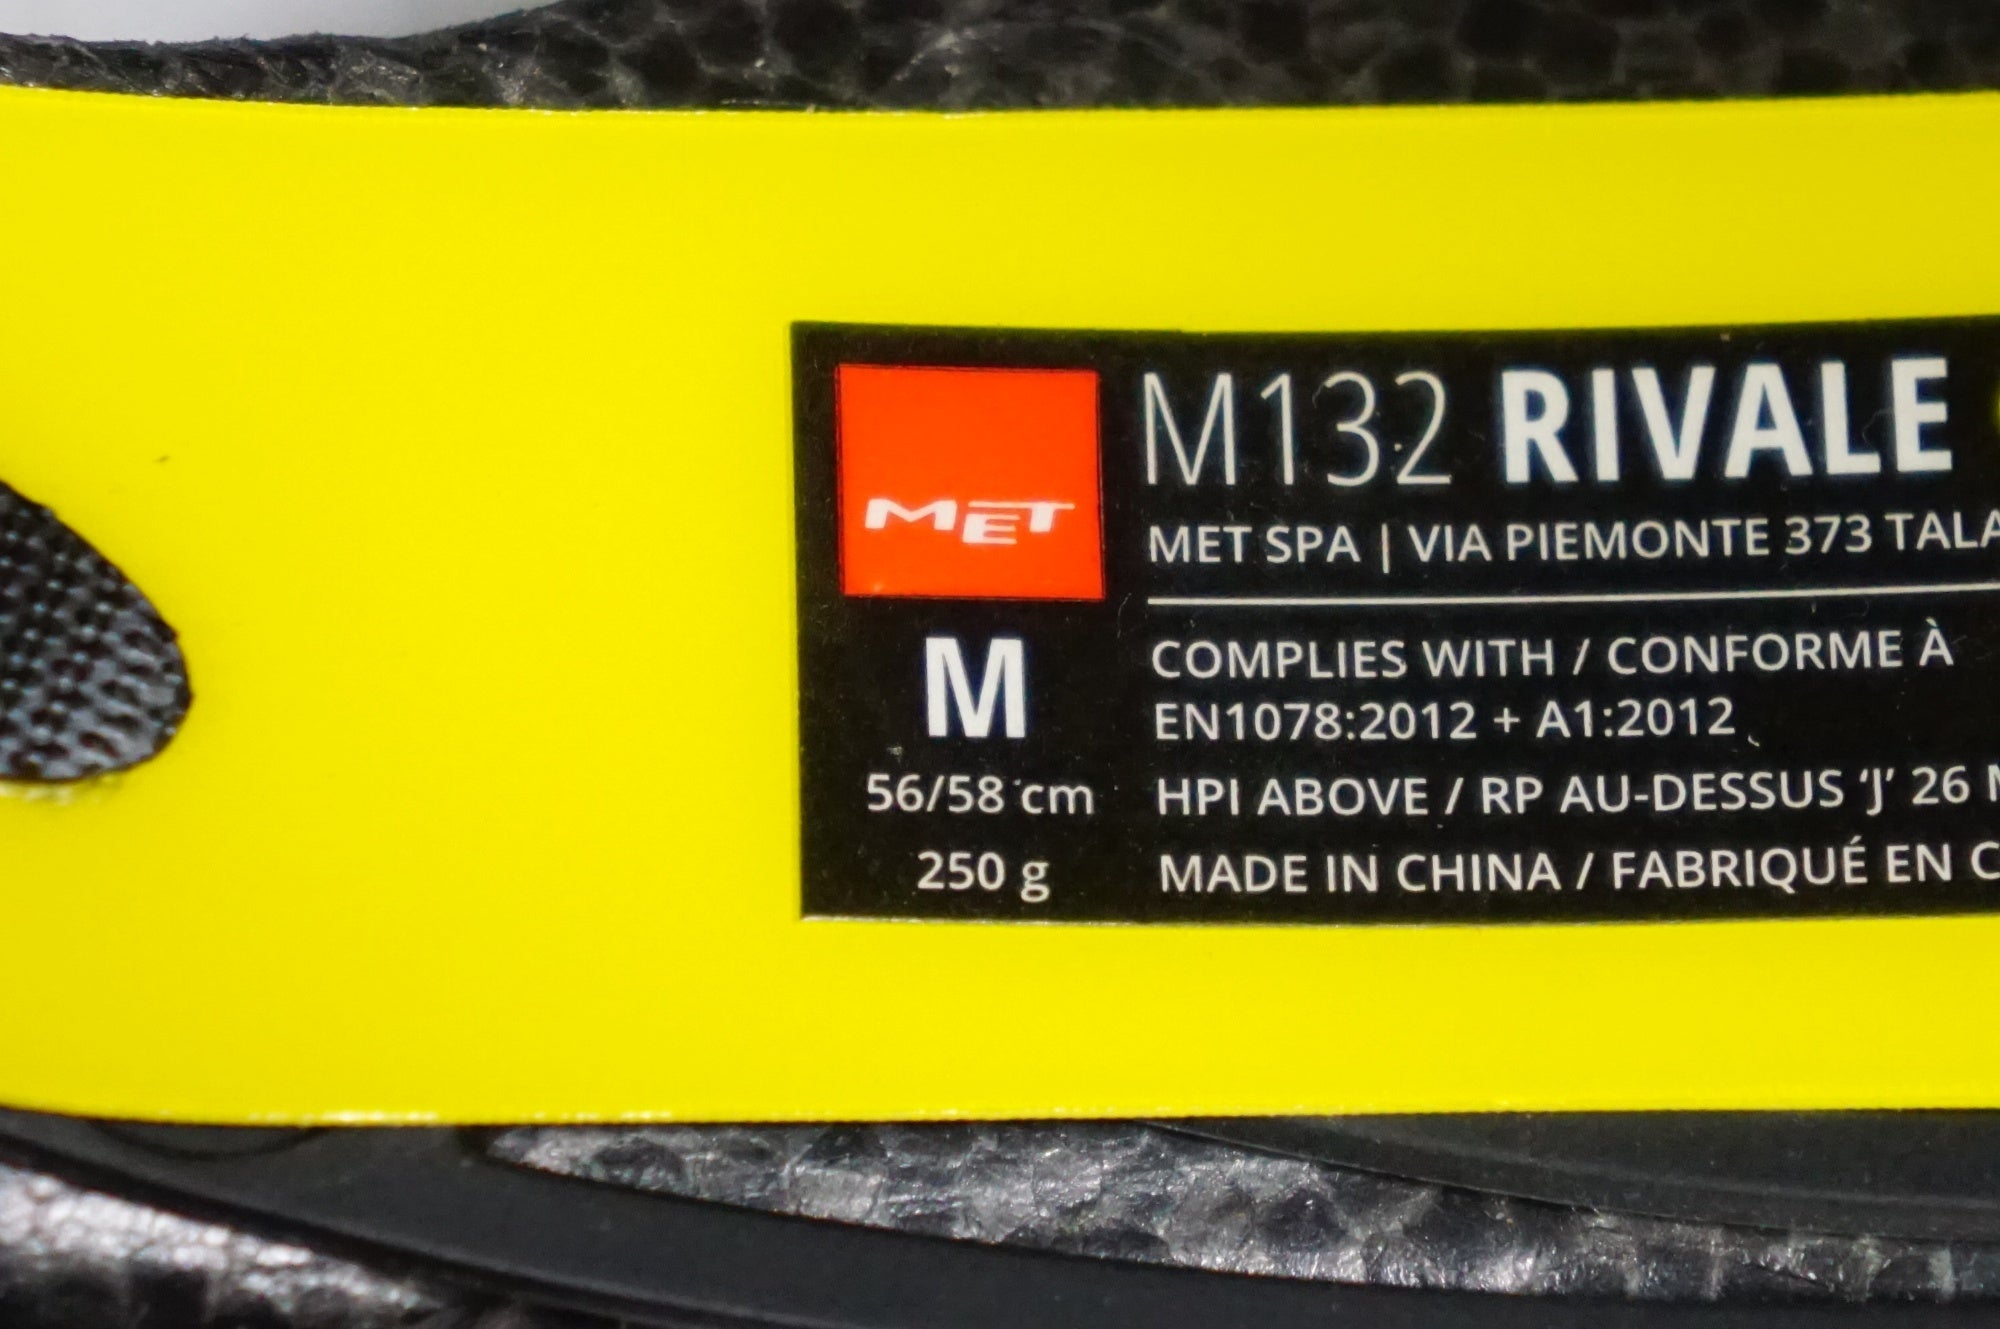 MET
M132 RIVALE
MET SPA | VIA PIEMONTE 373
M
56/58 cm
250 g
COMPLIES WITH / CONFORME À
EN1078:2012 + A1:2012
HPI ABOVE / RP AU-DESSUS ‘J’ 26
MADE IN CHINA / FABRIQUÉ EN